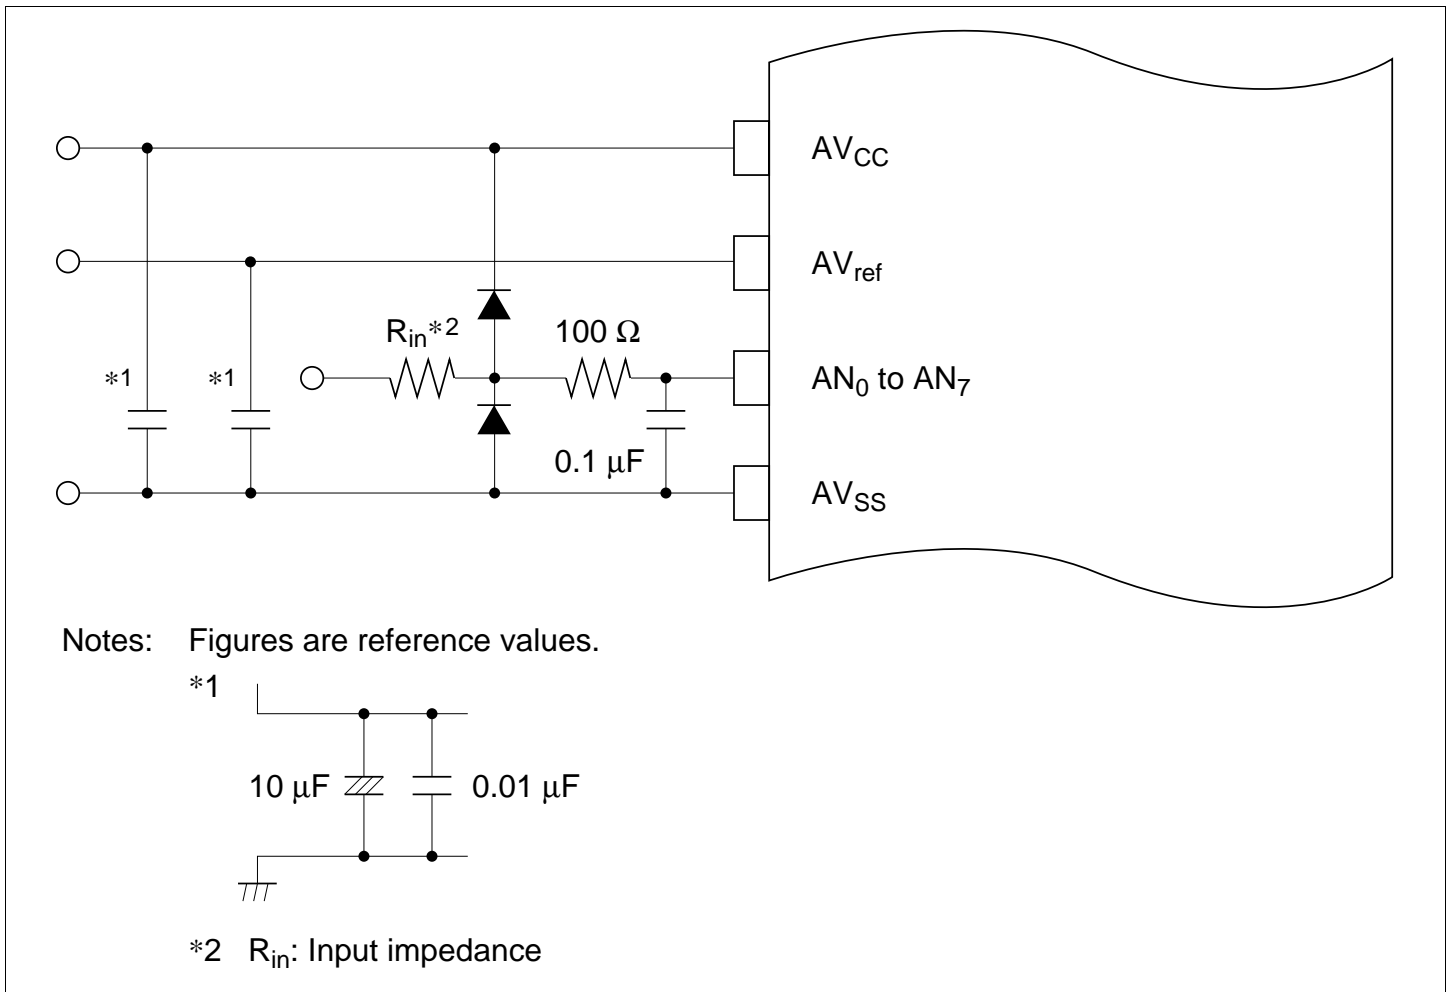 AVCC
AVref
Rin*2
100 Ω
*1
*1
AN0 to AN7
0.1 µF
AVSS
Notes: Figures are reference values.
*1
10 µF
0.01 µF
*2 Rin: Input impedance